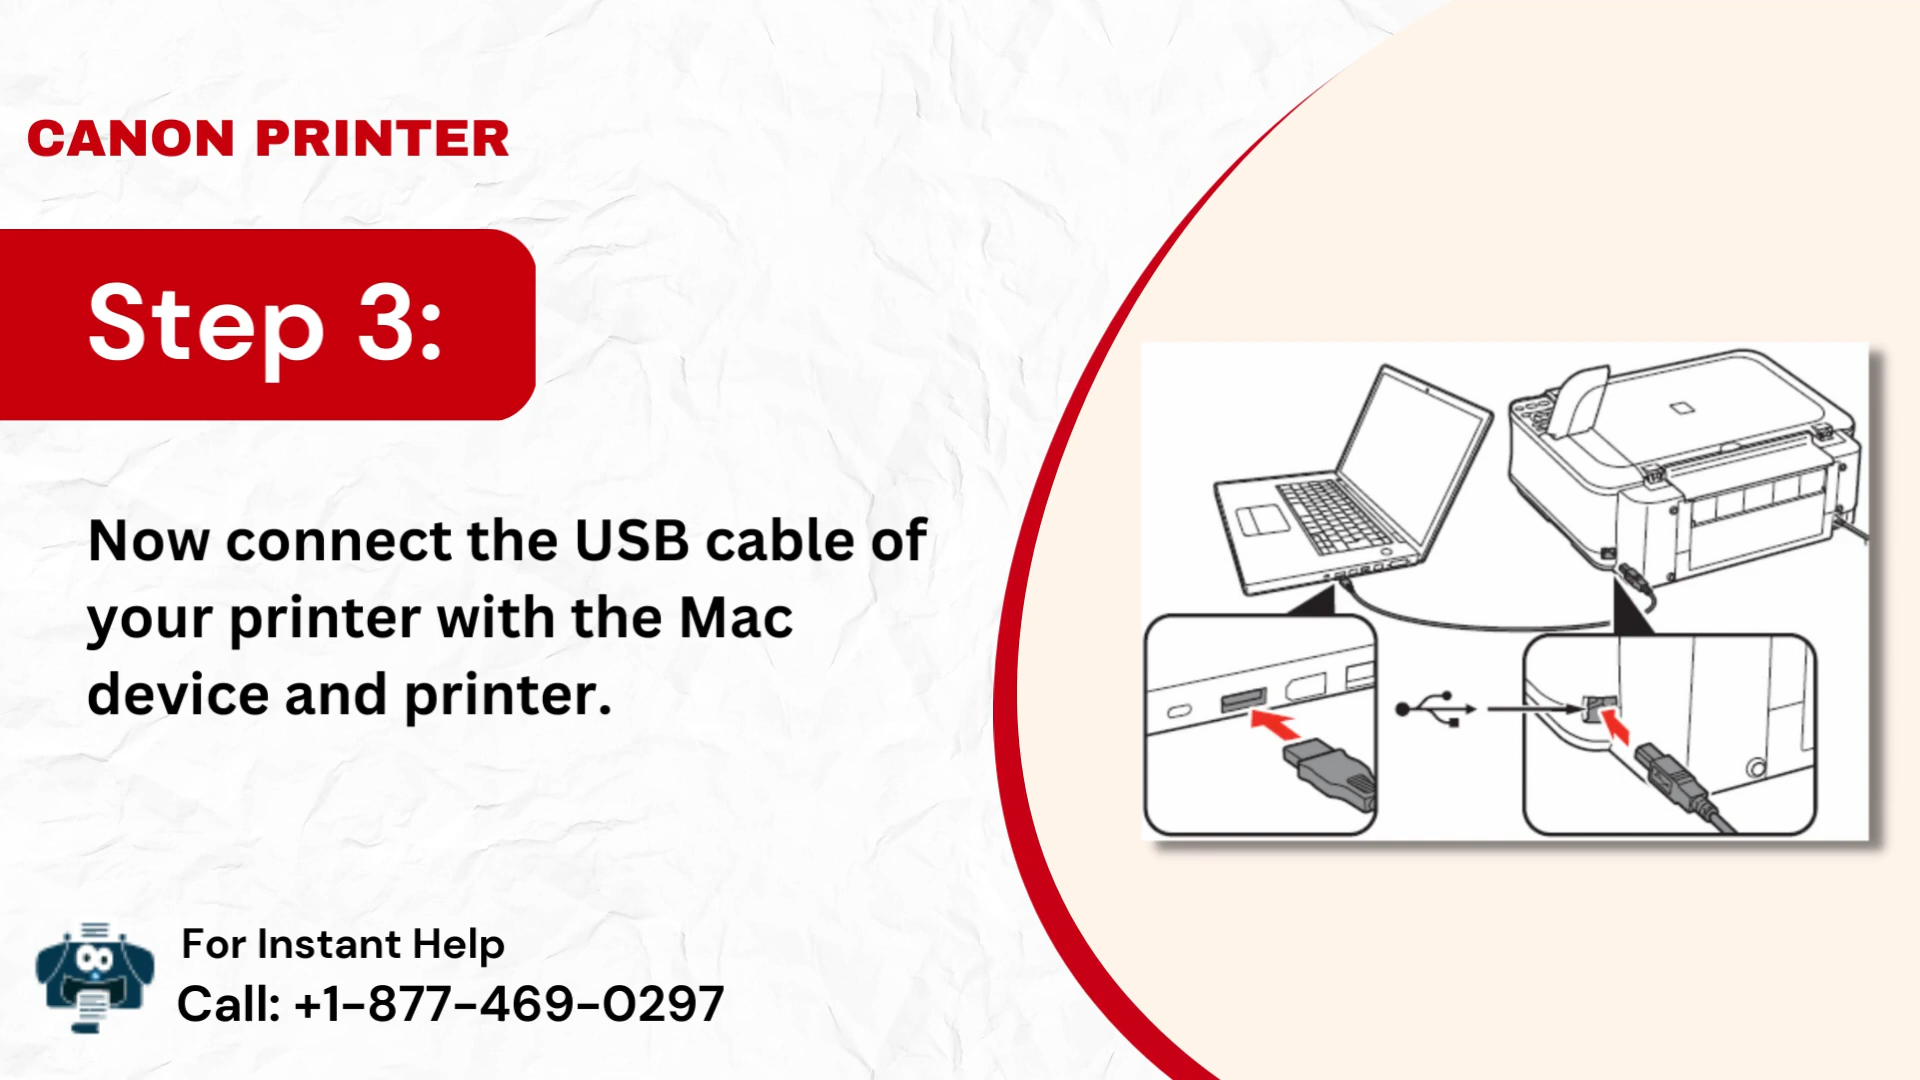 CANON PRINTER
Step 3:
Now connect the USB cable of
your printer with the Mac
device and printer.
For Instant Help
Call: +1-877-469-0297